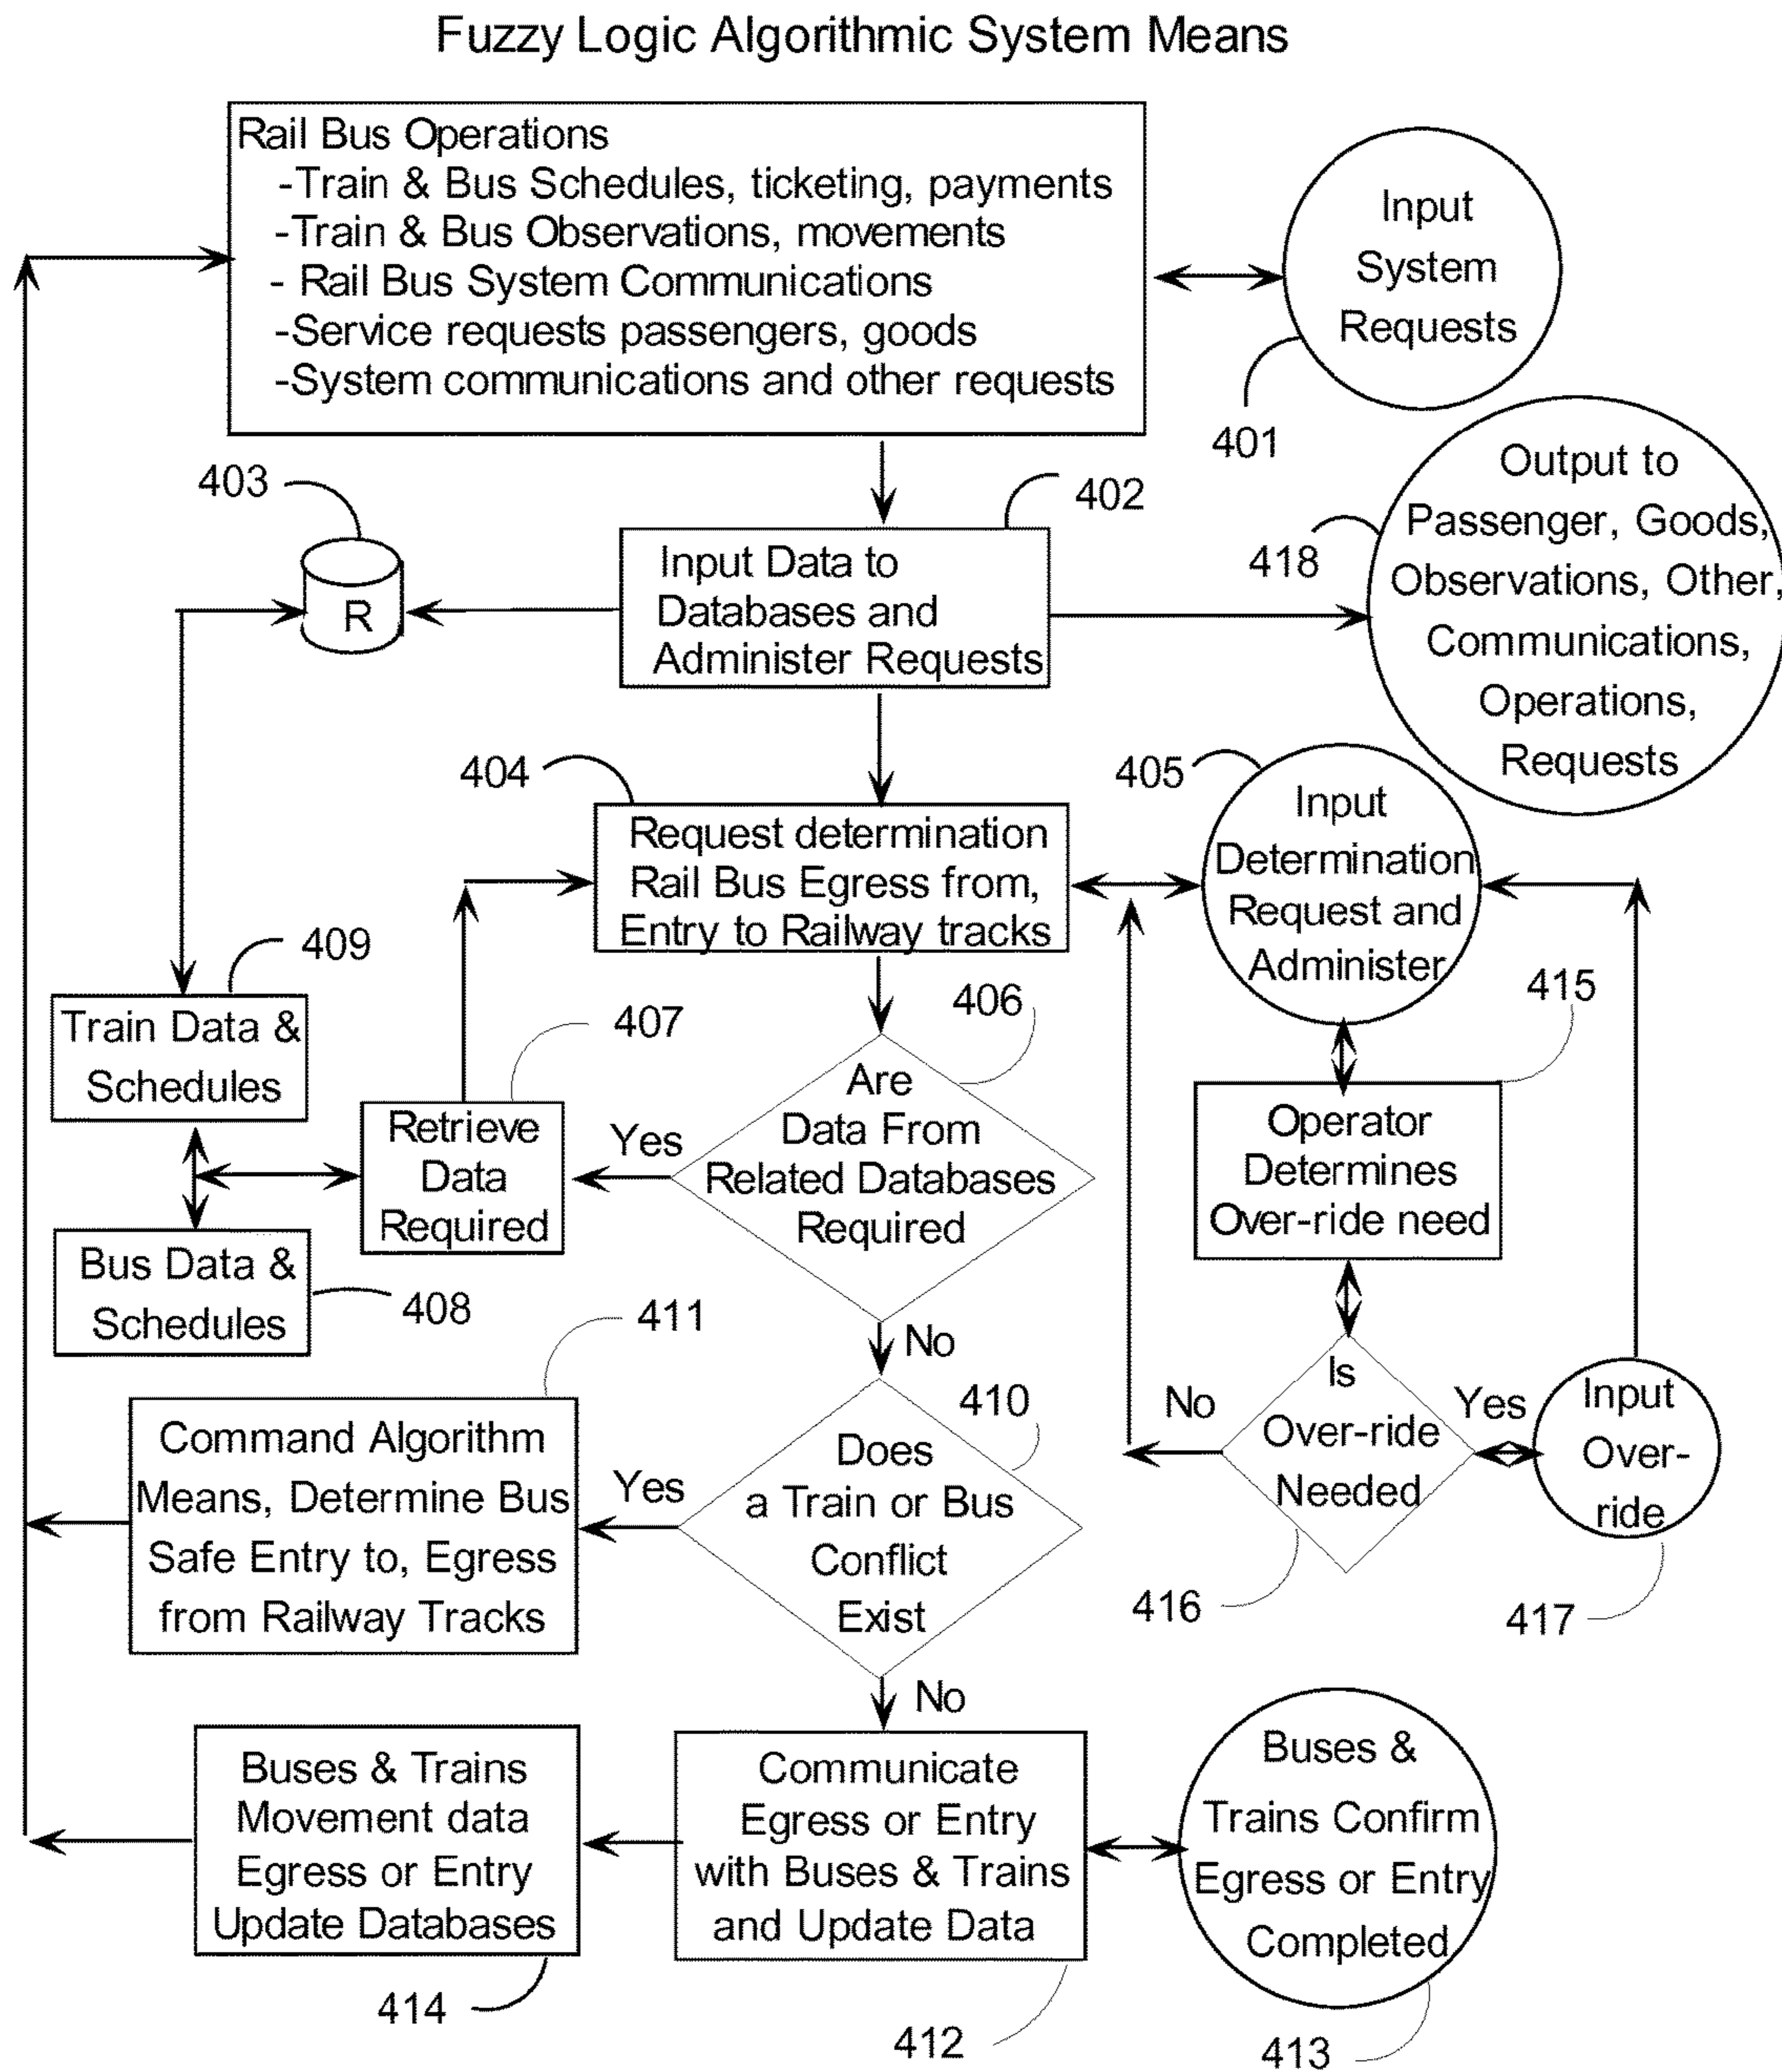 Fuzzy Logic Algorithmic System Means
Rail Bus Operations
-Train & Bus Schedules, ticketing, payments
-Train & Bus Observations, movements
- Rail Bus System Communications
-Service requests passengers, goods
-System communications and other requests
Input
System
Requests
401
403
402
R
Input Data to
Databases and
Administer Requests
418
Output to
Passenger, Goods,
Observations, Other,
Communications,
Operations,
Requests
404
Request determination
Rail Bus Egress from,
Entry to Railway tracks
405
Input
Determination
Request and
Administer
409
Train Data &
Schedules
407
Retrieve
Data
Required
Yes
406
Are
Data From
Related Databases
Required
415
Operator
Determines
Over-ride need
Bus Data &
Schedules
408
No
411
Command Algorithm
Means, Determine Bus
Safe Entry to, Egress
from Railway Tracks
Yes
410
Does
a Train or Bus
Conflict
Exist
No
Is
Over-ride
Needed
Yes
Input
Over-
ride
416
417
No
Buses & Trains
Movement data
Egress or Entry
Update Databases
414
Communicate
Egress or Entry
with Buses & Trains
and Update Data
412
Buses &
Trains Confirm
Egress or Entry
Completed
413